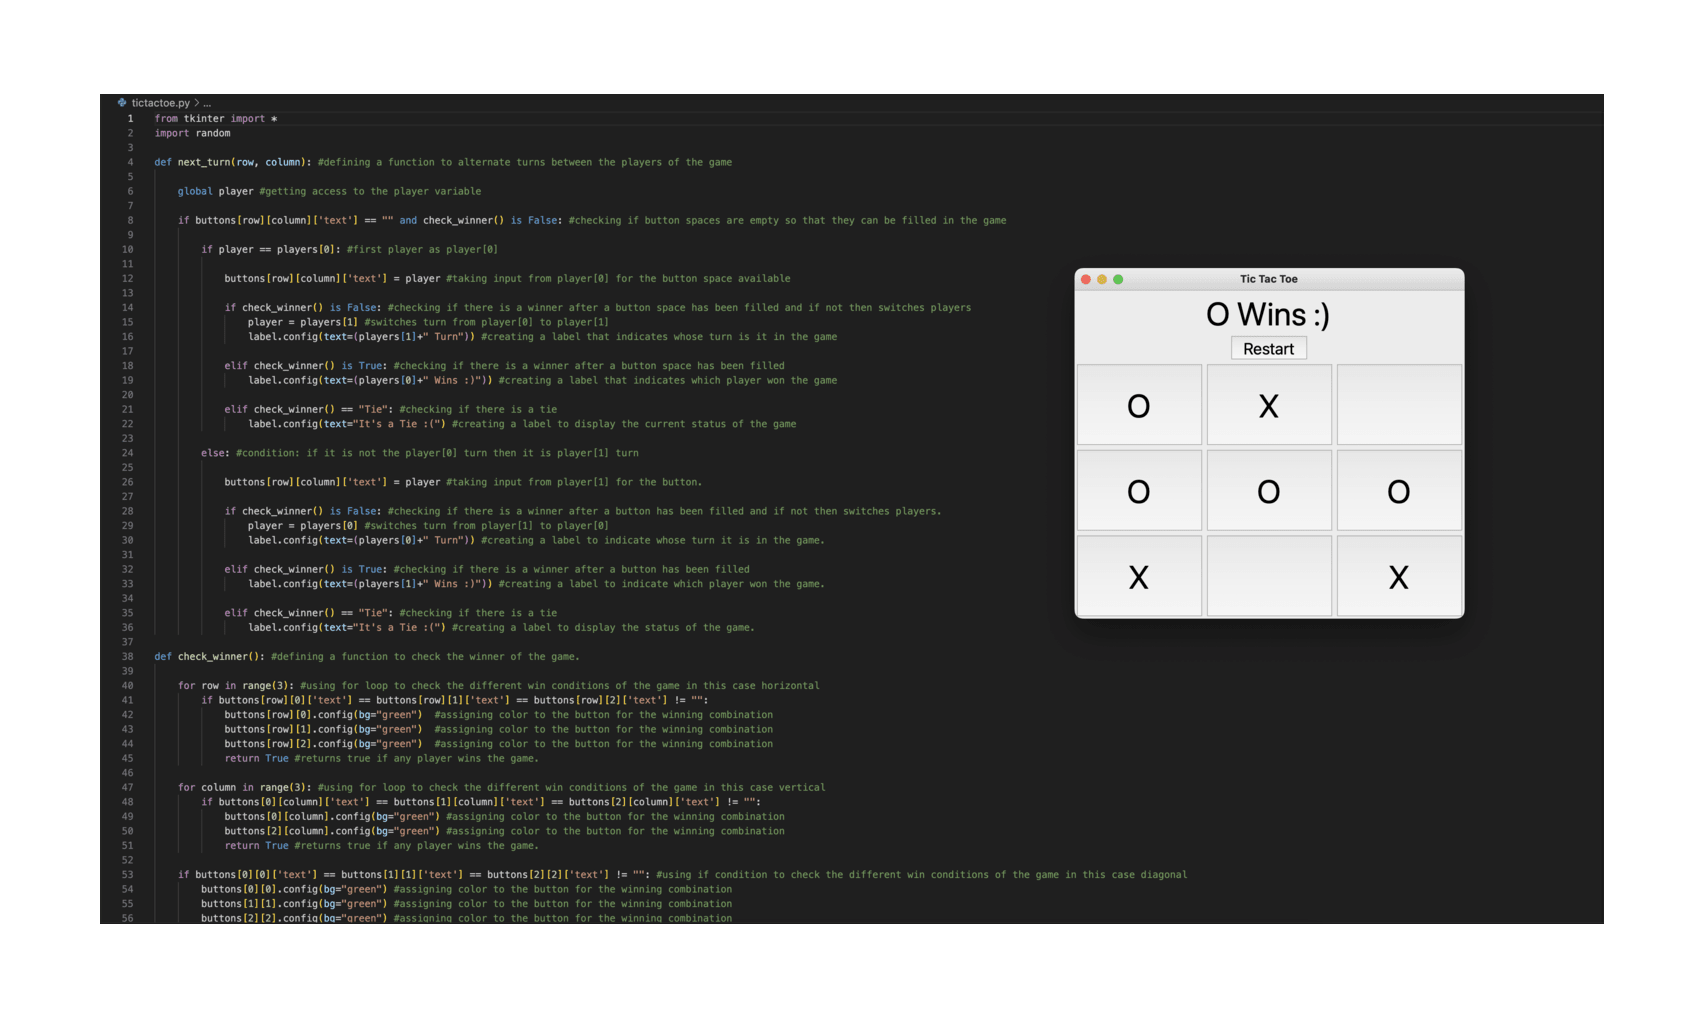 tictactoe.py > ...
1 from tkinter import *
2 import random
3
4 def next_turn(row, column): #defining a function to alternate turns between the players of the game
5
6 global player #getting access to the player variable
7
8 if buttons[row][column]['text'] == "" and check_winner() is False: #checking if button spaces are empty so that they can be filled in the game
9
10 if player == players[0]: #first player as player[0]
11
12 buttons[row][column]['text'] = player #taking input from player[0] for the button space available
13
14 if check_winner() is False: #checking if there is a winner after a button space has been filled and if not then switches players
15 player = players[1] #switches turn from player[0] to player[1]
16 label.config(text=(players[1]+" Turn")) #creating a label that indicates whose turn is it in the game
17
18 elif check_winner() is True: #checking if there is a winner after a button space has been filled
19 label.config(text=(players[0]+" Wins :)")) #creating a label that indicates which player won the game
20
21 elif check_winner() == "Tie": #checking if there is a tie
22 label.config(text="It's a Tie :(") #creating a label to display the current status of the game
23
24 else: #condition: if it is not the player[0] turn then it is player[1] turn
25
26 buttons[row][column]['text'] = player #taking input from player[1] for the button.
27
28 if check_winner() is False: #checking if there is a winner after a button has been filled and if not then switches players.
29 player = players[0] #switches turn from player[1] to player[0]
30 label.config(text=(players[0]+" Turn")) #creating a label to indicate whose turn it is in the game.
31
32 elif check_winner() is True: #checking if there is a winner after a button has been filled
33 label.config(text=(players[1]+" Wins :)")) #creating a label to indicate which player won the game.
34
35 elif check_winner() == "Tie": #checking if there is a tie
36 label.config(text="It's a Tie :(") #creating a label to display the status of the game.
37
38 def check_winner(): #defining a function to check the winner of the game.
39
40 for row in range(3): #using for loop to check the different win conditions of the game in this case horizontal
41 if buttons[row][0]['text'] == buttons[row][1]['text'] == buttons[row][2]['text'] != "":
42 buttons[row][0].config(bg="green") #assigning color to the button for the winning combination
43 buttons[row][1].config(bg="green") #assigning color to the button for the winning combination
44 buttons[row][2].config(bg="green") #assigning color to the button for the winning combination
45 return True #returns true if any player wins the game.
46
47 for column in range(3): #using for loop to check the different win conditions of the game in this case vertical
48 if buttons[0][column]['text'] == buttons[1][column]['text'] == buttons[2][column]['text'] != "":
49 buttons[0][column].config(bg="green") #assigning color to the button for the winning combination
50 buttons[2][column].config(bg="green") #assigning color to the button for the winning combination
51 return True #returns true if any player wins the game.
52
53 if buttons[0][0]['text'] == buttons[1][1]['text'] == buttons[2][2]['text'] != "": #using if condition to check the different win conditions of the game in this case diagonal
54 buttons[0][0].config(bg="green") #assigning color to the button for the winning combination
55 buttons[1][1].config(bg="green") #assigning color to the button for the winning combination
56 buttons[2][2].config(bg="green") #assigning color to the button for the winning combination
Tic Tac Toe
O Wins :)
Restart
O X
O O O
X X